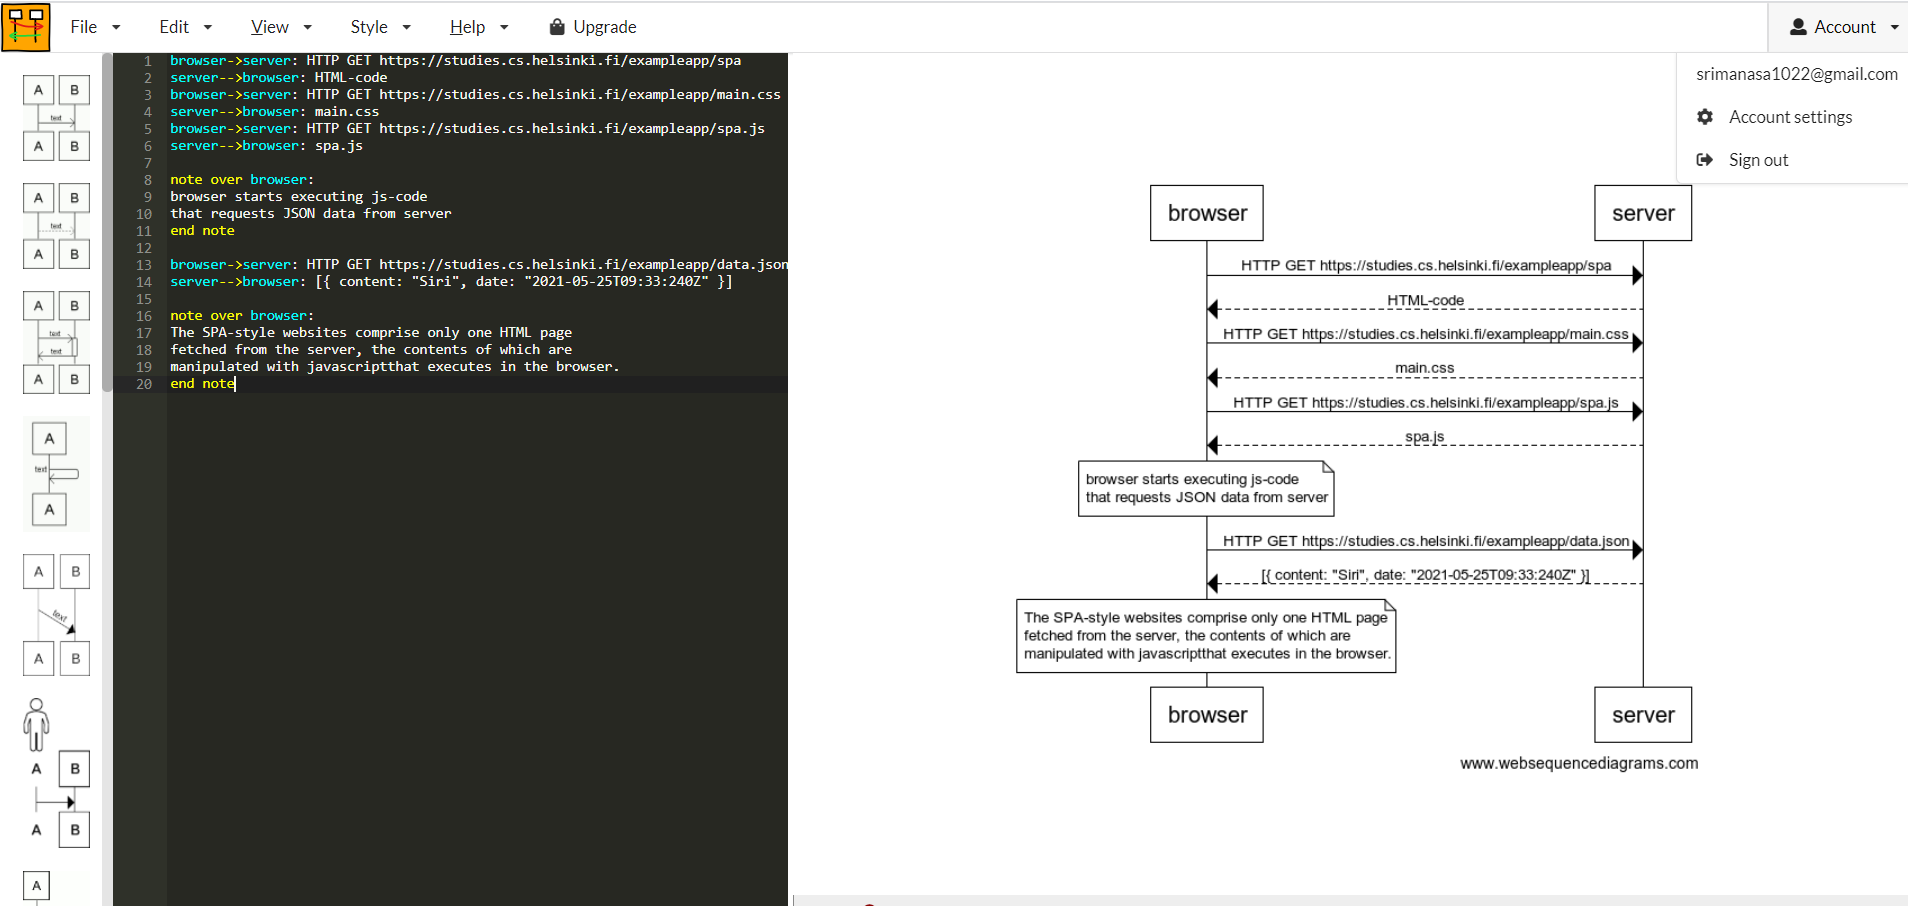 File
Edit
View
Style
Help
Upgrade
Account
srimanasa1022@gmail.com
Account settings
Sign out
A B
text
A B
A B
text
A B
A B
text
text
A B
A
text
A
A B
text
A B
A B
A B
A
1 browser->server: HTTP GET https://studies.cs.helsinki.fi/exampleapp/spa
2 server-->browser: HTML-code
3 browser->server: HTTP GET https://studies.cs.helsinki.fi/exampleapp/main.css
4 server-->browser: main.css
5 browser->server: HTTP GET https://studies.cs.helsinki.fi/exampleapp/spa.js
6 server-->browser: spa.js
7
8 note over browser:
9 browser starts executing js-code
10 that requests JSON data from server
11 end note
12
13 browser->server: HTTP GET https://studies.cs.helsinki.fi/exampleapp/data.json
14 server-->browser: [{ content: "Siri", date: "2021-05-25T09:33:240Z" }]
15
16 note over browser:
17 The SPA-style websites comprise only one HTML page
18 fetched from the server, the contents of which are
19 manipulated with javascriptthat executes in the browser.
20 end note
browser server
HTTP GET https://studies.cs.helsinki.fi/exampleapp/spa
HTML-code
HTTP GET https://studies.cs.helsinki.fi/exampleapp/main.css
main.css
HTTP GET https://studies.cs.helsinki.fi/exampleapp/spa.js
spa.js
browser starts executing js-code
that requests JSON data from server
HTTP GET https://studies.cs.helsinki.fi/exampleapp/data.json
[{ content: "Siri", date: "2021-05-25T09:33:240Z" }]
The SPA-style websites comprise only one HTML page
fetched from the server, the contents of which are
manipulated with javascriptthat executes in the browser.
browser server
www.websequencediagrams.com